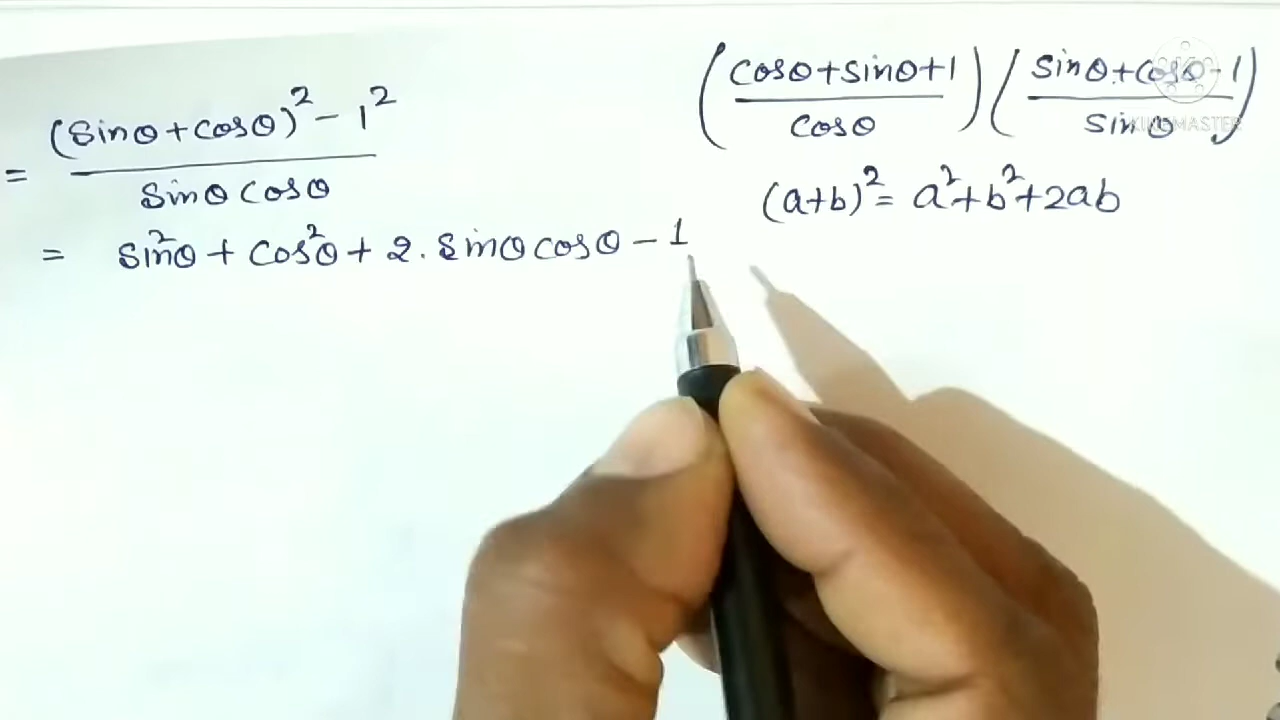 (sinθ+cosθ)² - 1²
= ─────────
sinθ cosθ
= sin²θ + cos²θ + 2. sinθ cosθ - 1
(cosθ+sinθ+1 / cosθ) (sinθ+cosθ-1 / sinθ)
KINEMASTER
(a+b)² = a²+b²+2ab